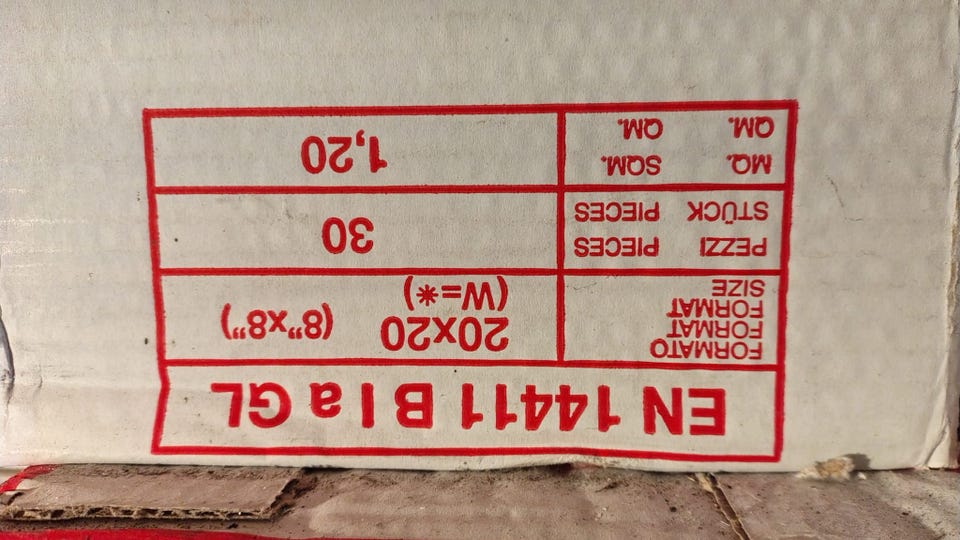 EN 14411 B I a GL
FORMATO
FORMAT
FORMAT
SIZE
20x20 (8”x8”)
(W=*)
PEZZI PIECES
STÜCK PIECES
30
MQ. SQM.
QM. QM.
1,20